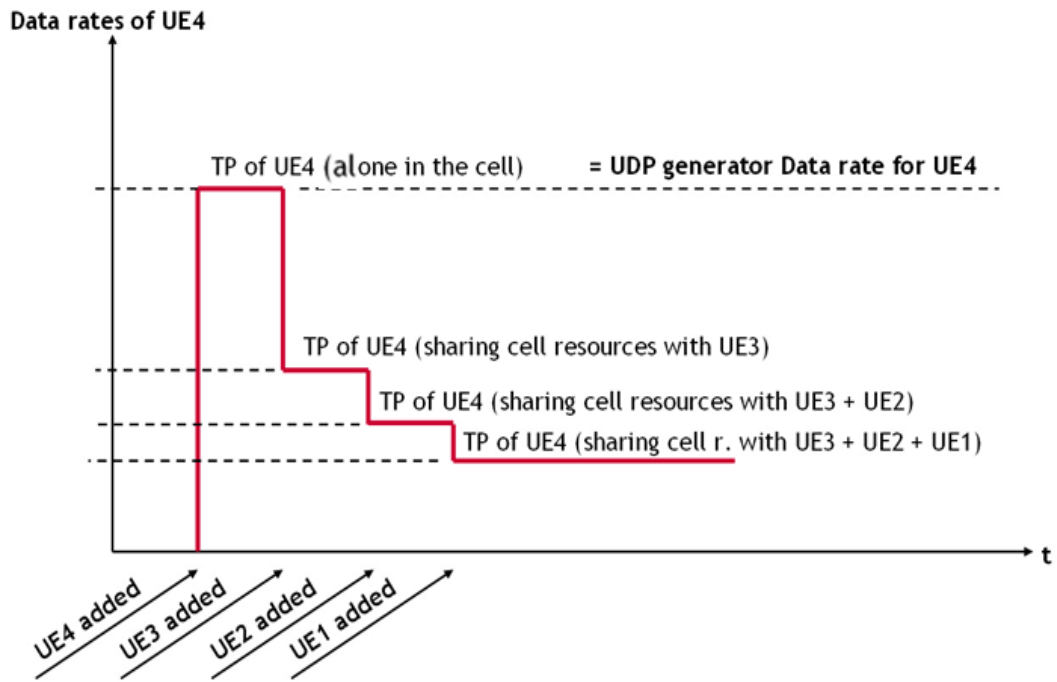 Data rates of UE4
TP of UE4 (alone in the cell) = UDP generator Data rate for UE4
TP of UE4 (sharing cell resources with UE3)
TP of UE4 (sharing cell resources with UE3 + UE2)
TP of UE4 (sharing cell r. with UE3 + UE2 + UE1)
t
UE4 added
UE3 added
UE2 added
UE1 added